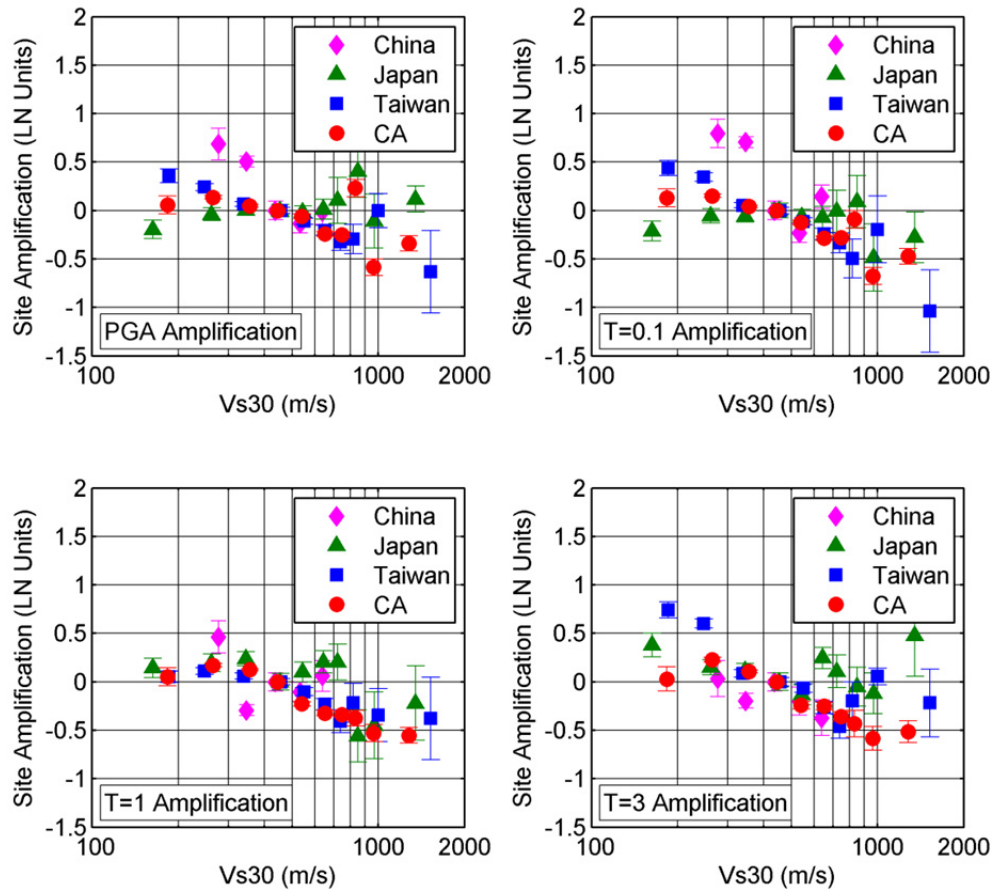 2
1.5
1
0.5
0
-0.5
-1
-1.5
Site Amplification (LN Units)
China
Japan
Taiwan
CA
PGA Amplification
100
1000
2000
Vs30 (m/s)
2
1.5
1
0.5
0
-0.5
-1
-1.5
Site Amplification (LN Units)
China
Japan
Taiwan
CA
T=0.1 Amplification
100
1000
2000
Vs30 (m/s)
2
1.5
1
0.5
0
-0.5
-1
-1.5
Site Amplification (LN Units)
China
Japan
Taiwan
CA
T=1 Amplification
100
1000
2000
Vs30 (m/s)
2
1.5
1
0.5
0
-0.5
-1
-1.5
Site Amplification (LN Units)
China
Japan
Taiwan
CA
T=3 Amplification
100
1000
2000
Vs30 (m/s)